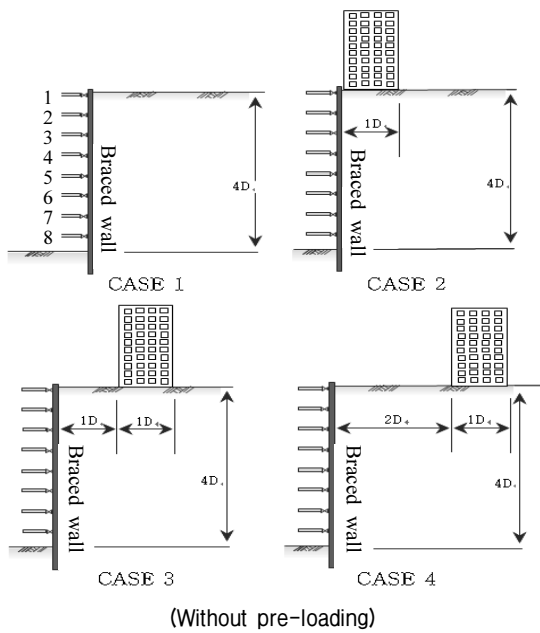 1
2
3
4
5
6
7
8
Braced wall
4D₊
CASE 1
1D₊
Braced wall
4D₊
CASE 2
1D₊
1D₊
Braced wall
4D₊
CASE 3
2D₊
1D₊
Braced wall
4D₊
CASE 4
(Without pre-loading)